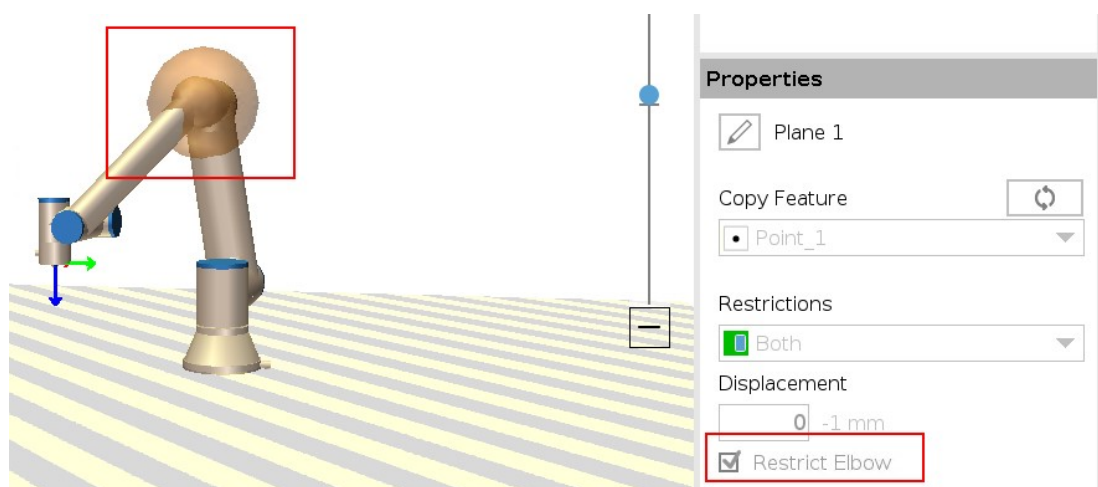 Properties
Plane 1
Copy Feature
Point_1
Restrictions
Both
Displacement
0 -1 mm
Restrict Elbow